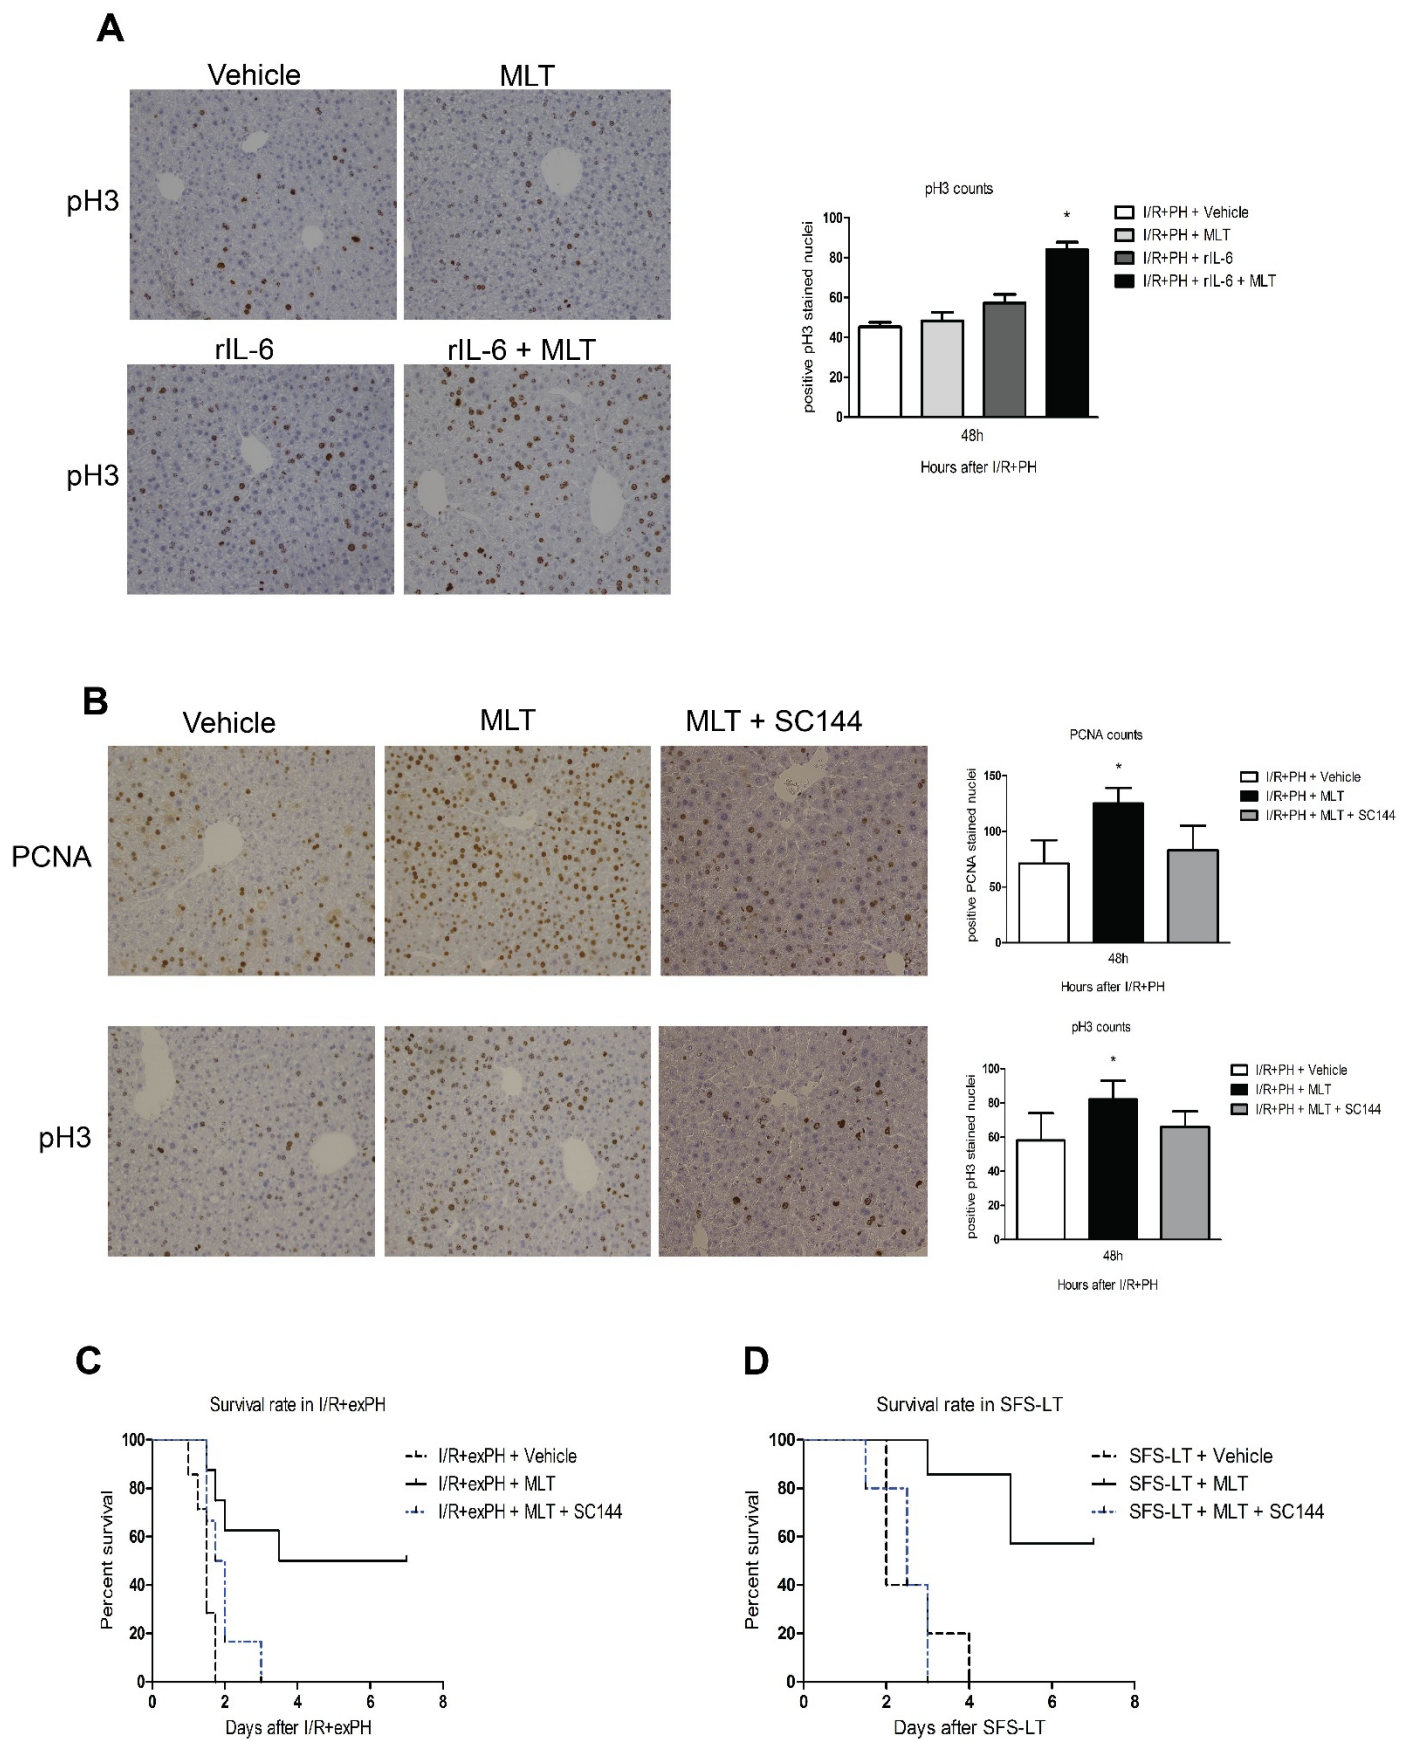 A
Vehicle
MLT
pH3
rIL-6
rIL-6 + MLT
pH3
pH3 counts
positive pH3 stained nuclei
100
80
60
40
20
0
*
48h
Hours after I/R+PH
I/R+PH + Vehicle
I/R+PH + MLT
I/R+PH + rIL-6
I/R+PH + rIL-6 + MLT
B
Vehicle
MLT
MLT + SC144
PCNA
PCNA counts
positive PCNA stained nuclei
150
100
50
0
*
48h
Hours after I/R+PH
I/R+PH + Vehicle
I/R+PH + MLT
I/R+PH + MLT + SC144
pH3
pH3 counts
positive pH3 stained nuclei
100
80
60
40
20
0
*
48h
Hours after I/R+PH
I/R+PH + Vehicle
I/R+PH + MLT
I/R+PH + MLT + SC144
C
Survival rate in I/R+exPH
Percent survival
100
80
60
40
20
0
0 2 4 6 8
Days after I/R+exPH
I/R+exPH + Vehicle
I/R+exPH + MLT
I/R+exPH + MLT + SC144
D
Survival rate in SFS-LT
Percent survival
100
80
60
40
20
0
0 2 4 6 8
Days after SFS-LT
SFS-LT + Vehicle
SFS-LT + MLT
SFS-LT + MLT + SC144